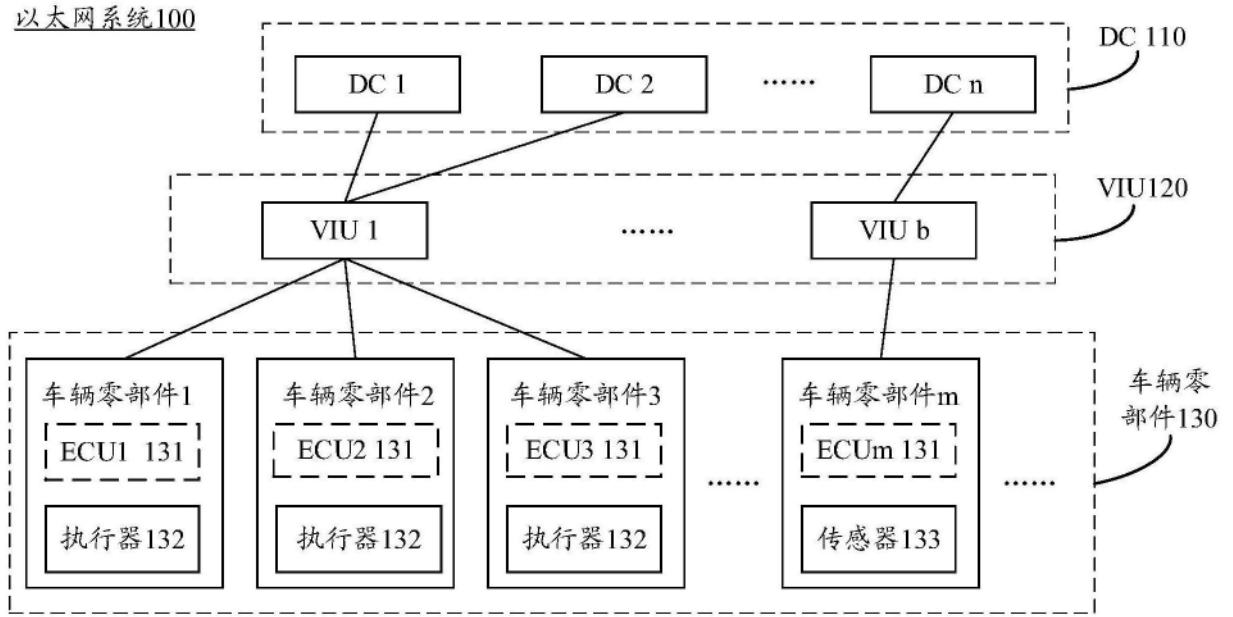 以太网系统100
DC 110
DC 1
DC 2
……
DC n
VIU120
VIU 1
……
VIU b
车辆零部件1
车辆零部件2
车辆零部件3
车辆零部件m
车辆零
部件130
ECU1 131
ECU2 131
ECU3 131
ECUm 131
……
……
执行器132
执行器132
执行器132
传感器133